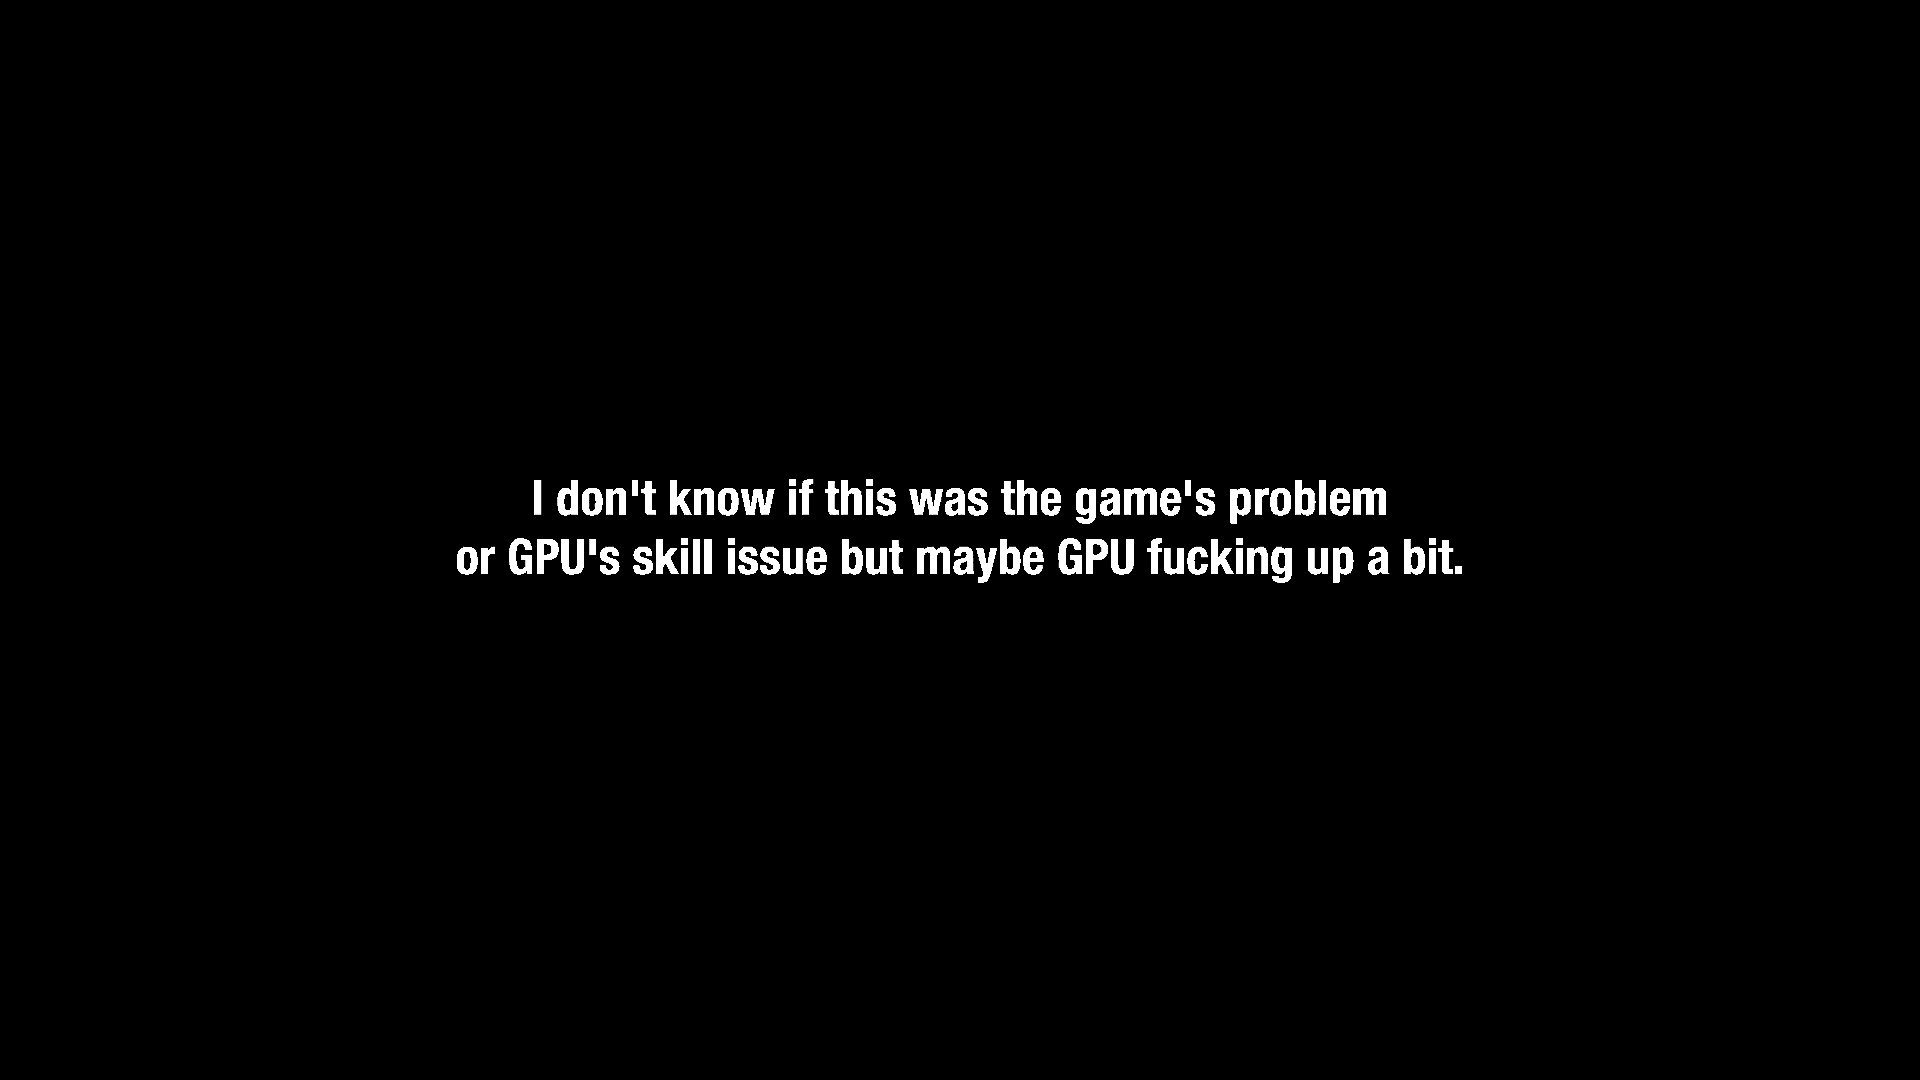 I don't know if this was the game's problem
or GPU's skill issue but maybe GPU fucking up a bit.